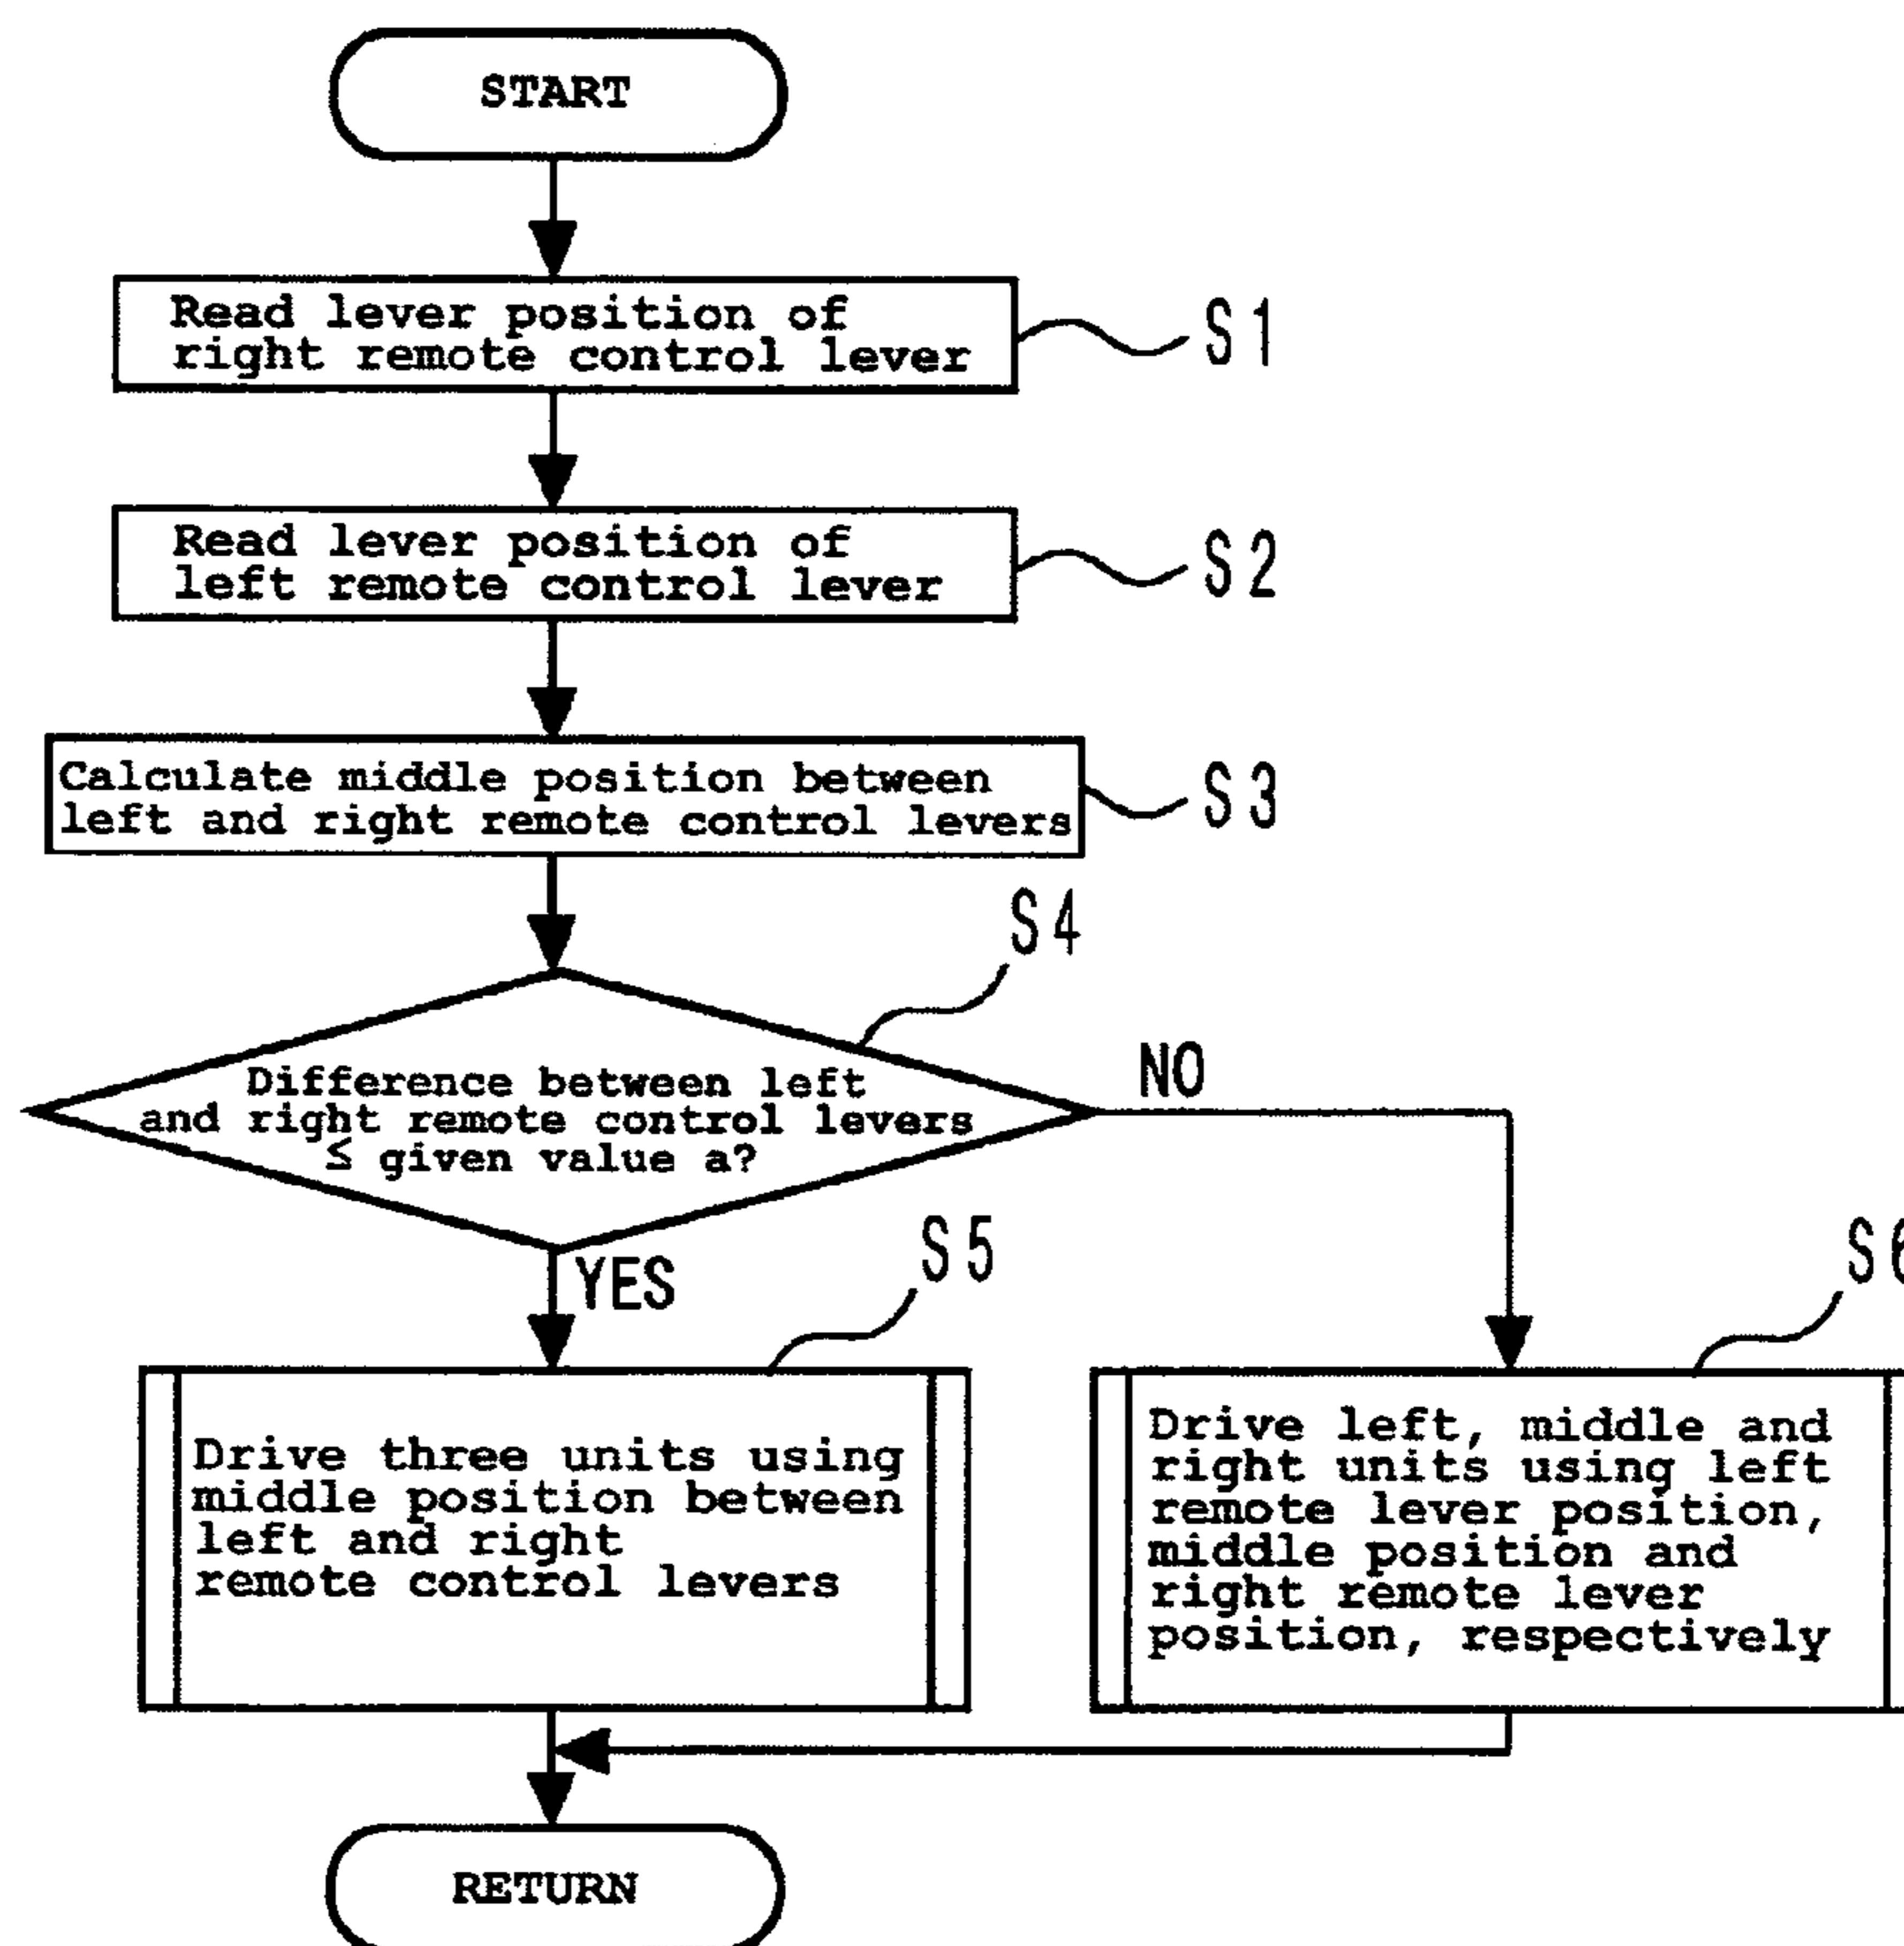 START
Read lever position of
right remote control lever
S1
Read lever position of
left remote control lever
S2
Calculate middle position between
left and right remote control levers
S3
S4
Difference between left
and right remote control levers
≤ given value a?
NO
YES
S5
Drive three units using
middle position between
left and right
remote control levers
S6
Drive left, middle and
right units using left
remote lever position,
middle position and
right remote lever
position, respectively
RETURN